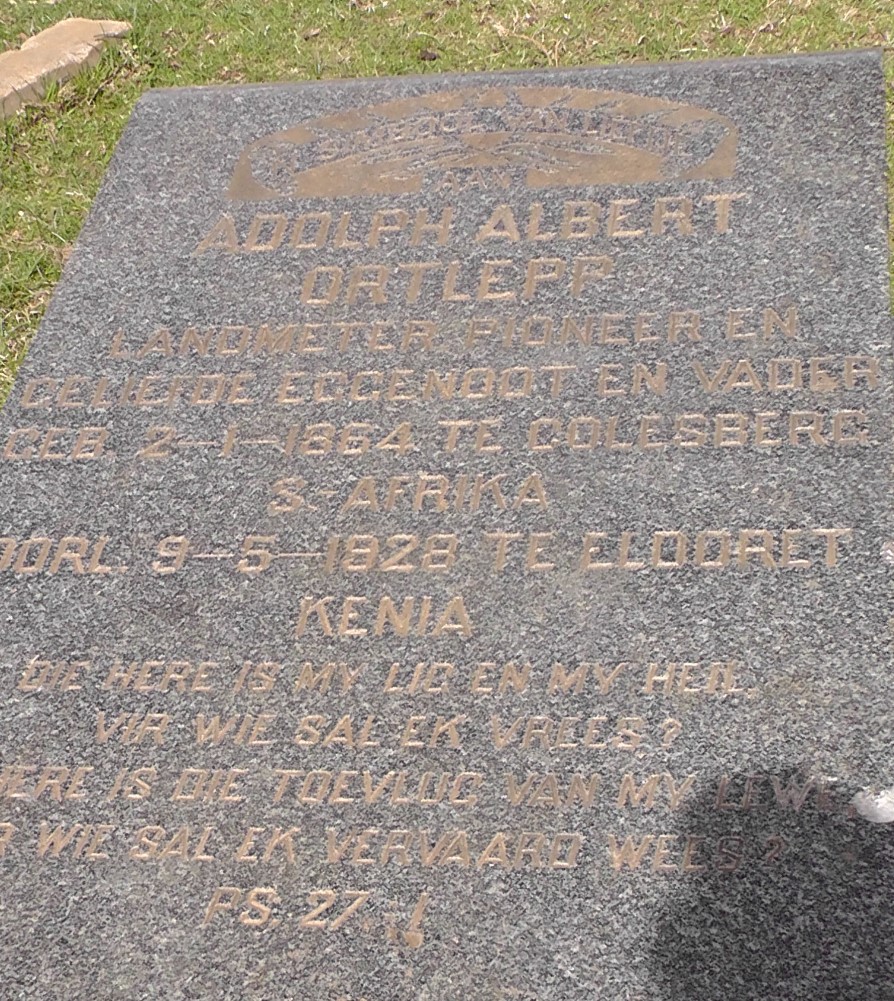 AAN
ADOLPH ALBERT
ORTLEPP
LANDMETER, PIONEER EN
GELIEFDE EGGENOOT EN VADER
GEB. 2-1-1864 TE COLESBERG.
S.-AFRIKA
OORL. 9-5-1928 TE ELDORET
KENIA
DIE HERE IS MY LIG EN MY HEIL,
VIR WIE SAL EK VREES?
HERE IS DIE TOEVLUG VAN MY LEWE
WIE SAL EK VERVAARD WEES?
PS. 27.:1